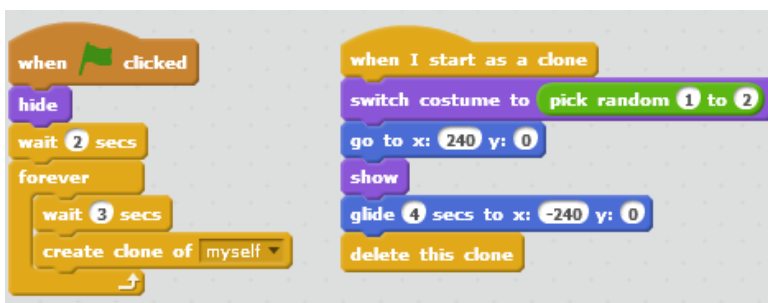 when clicked
hide
wait 2 secs
forever
wait 3 secs
create clone of myself
when I start as a clone
switch costume to pick random 1 to 2
go to x: 240 y: 0
show
glide 4 secs to x: -240 y: 0
delete this clone